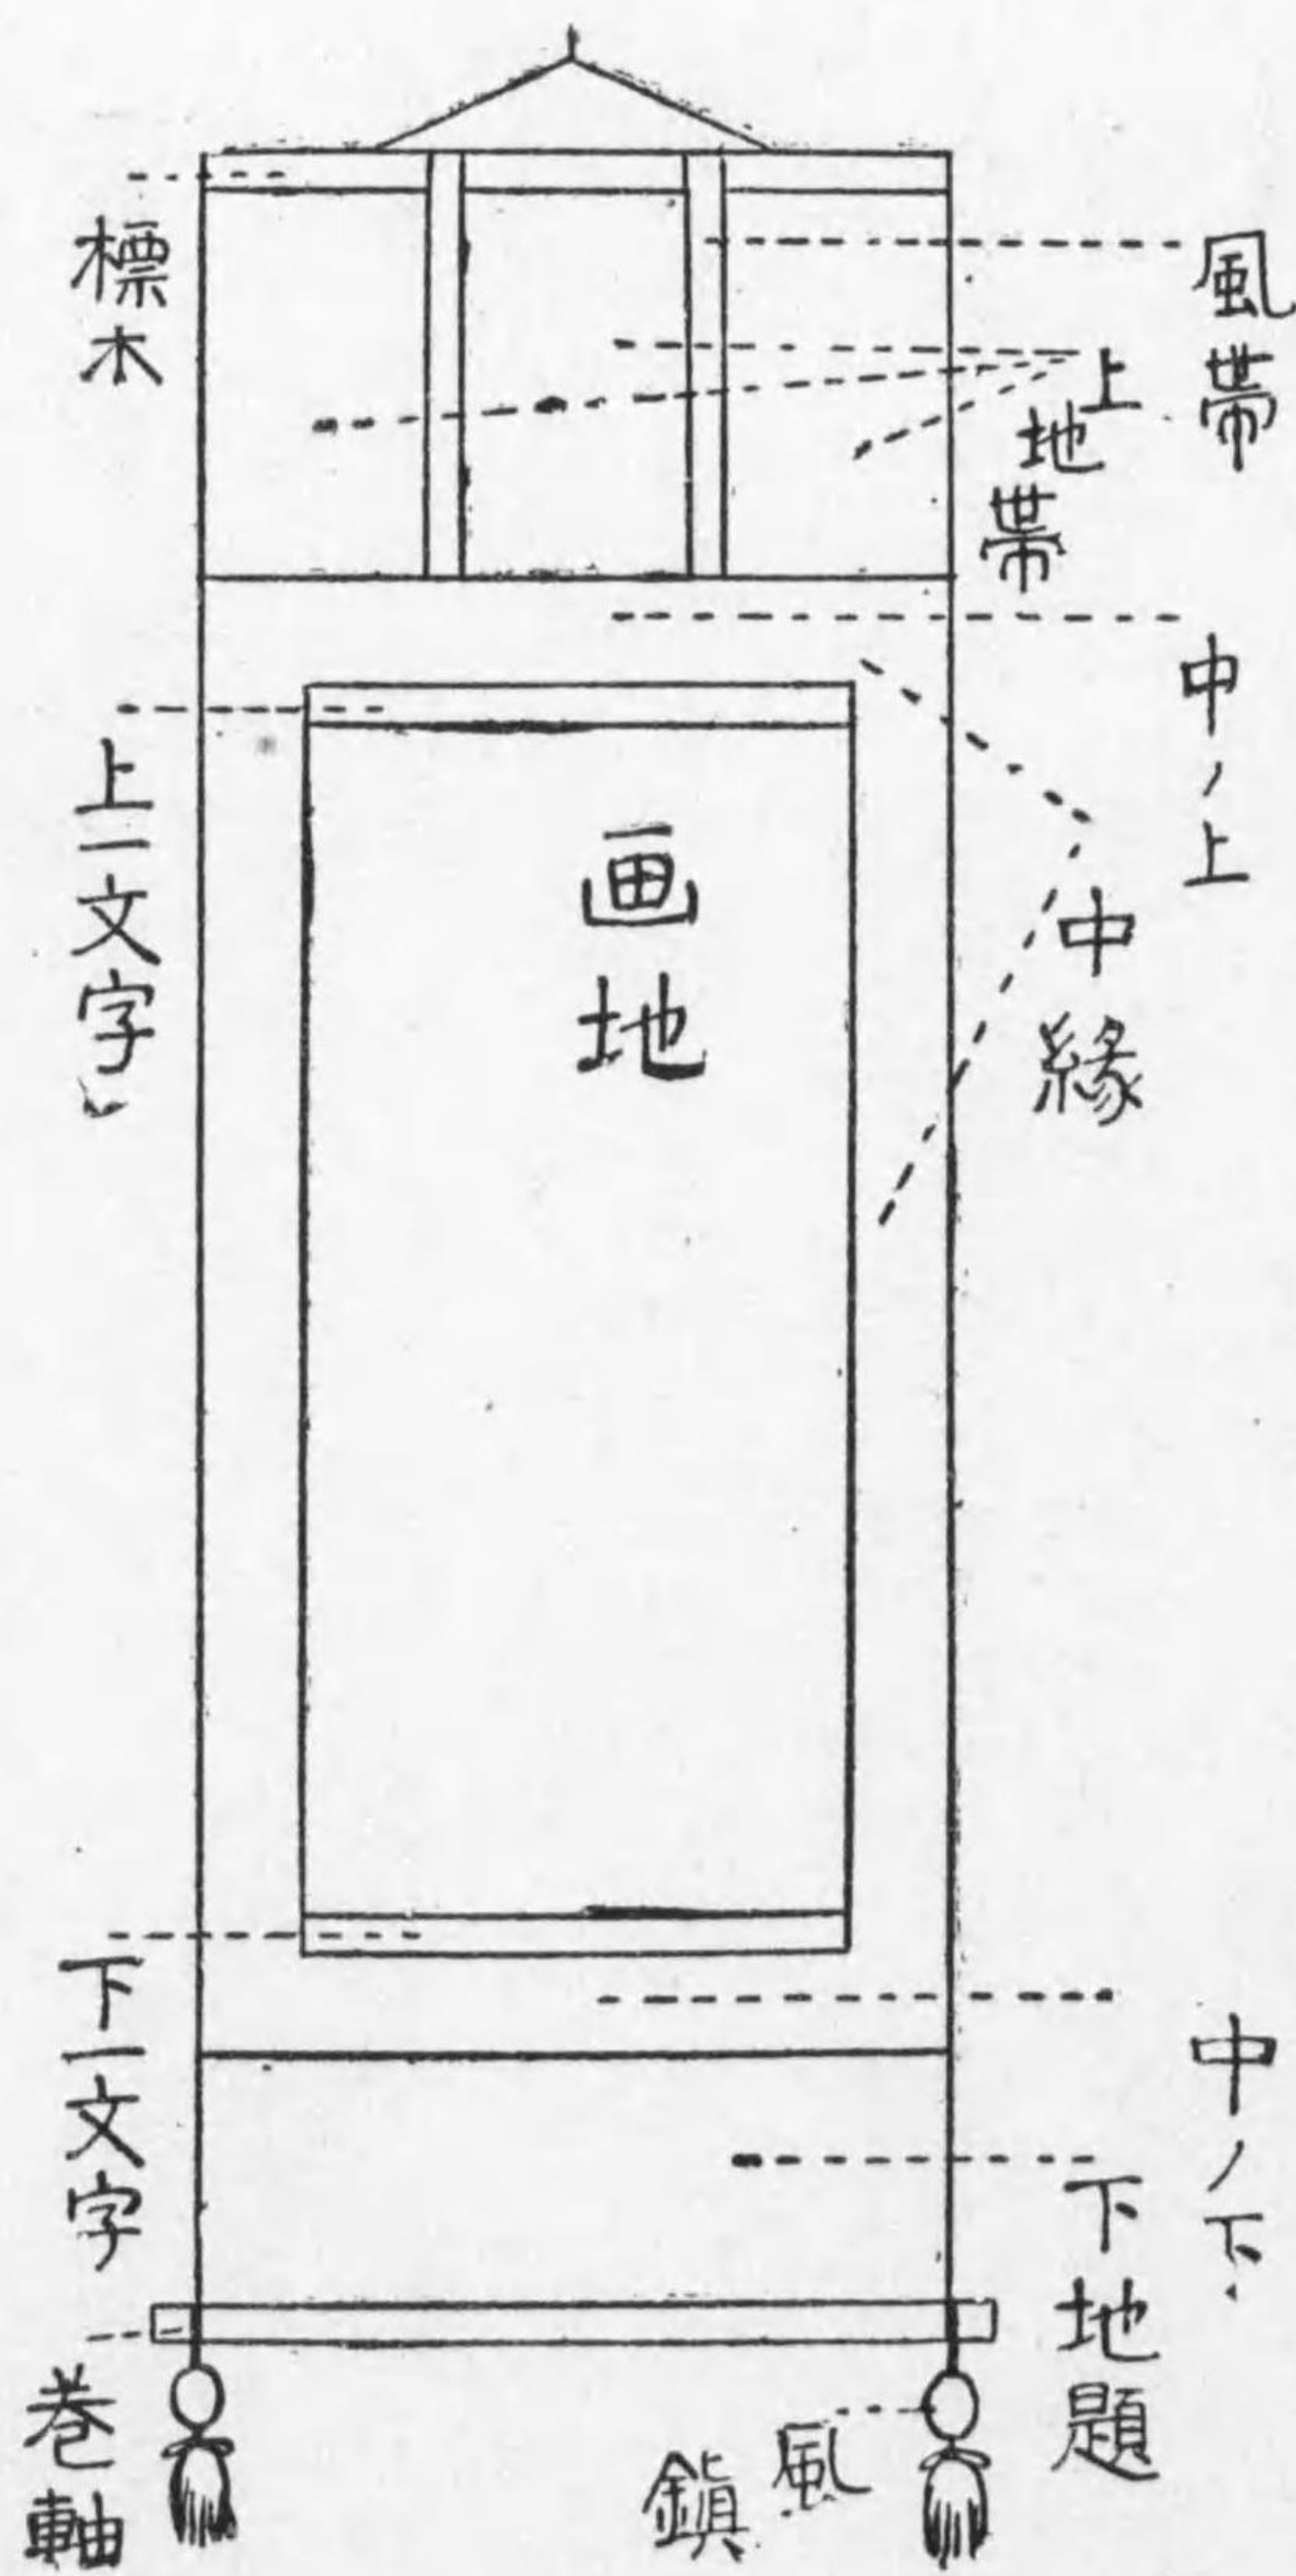 風帯
上地帯
中ノ上
中縁
中ノ下
下地題
風鎮
画地
標木
上一文字
下一文字
巻軸